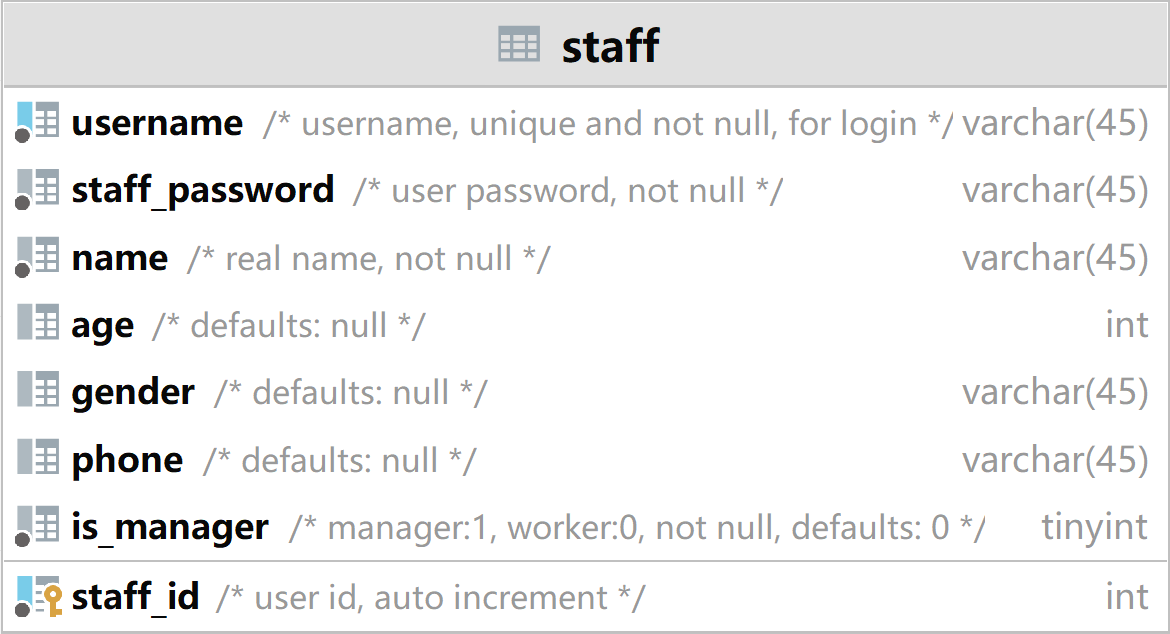 staff
username /* username, unique and not null, for login */ varchar(45)
staff_password /* user password, not null */ varchar(45)
name /* real name, not null */ varchar(45)
age /* defaults: null */ int
gender /* defaults: null */ varchar(45)
phone /* defaults: null */ varchar(45)
is_manager /* manager:1, worker:0, not null, defaults: 0 */ tinyint
staff_id /* user id, auto increment */ int